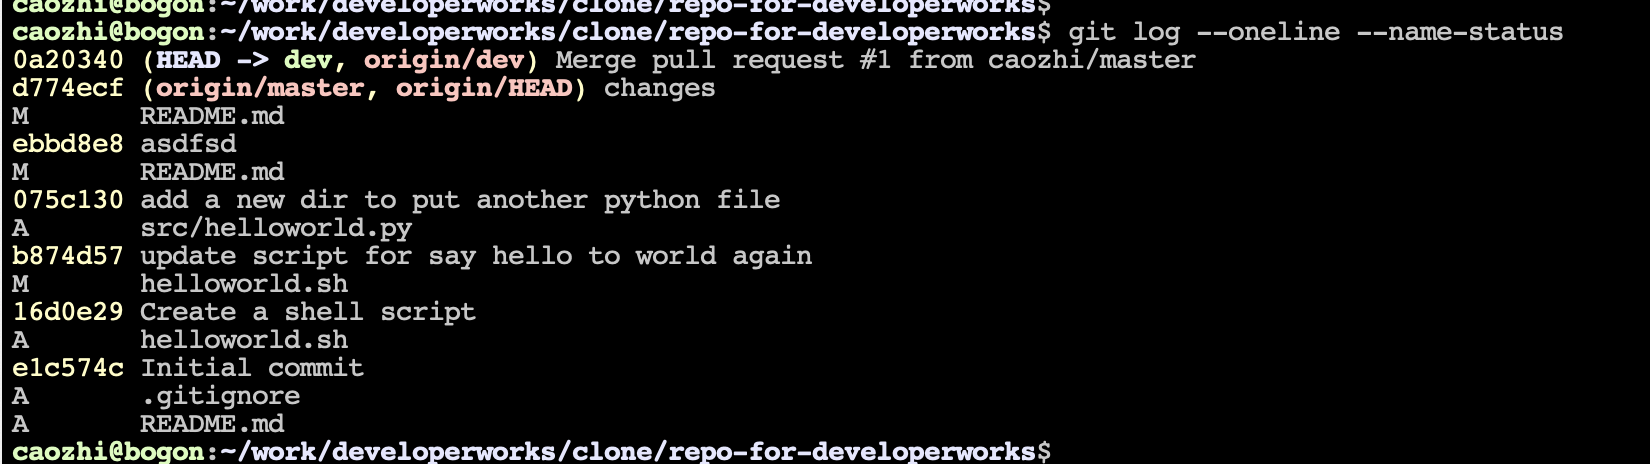 caozhi@bogon:~/work/developerworks/clone/repo-for-developerworks$
caozhi@bogon:~/work/developerworks/clone/repo-for-developerworks$ git log --oneline --name-status
0a20340 (HEAD -> dev, origin/dev) Merge pull request #1 from caozhi/master
d774ecf (origin/master, origin/HEAD) changes
M       README.md
ebbd8e8 asdfsd
M       README.md
075c130 add a new dir to put another python file
A       src/helloworld.py
b874d57 update script for say hello to world again
M       helloworld.sh
16d0e29 Create a shell script
A       helloworld.sh
e1c574c Initial commit
A       .gitignore
A       README.md
caozhi@bogon:~/work/developerworks/clone/repo-for-developerworks$